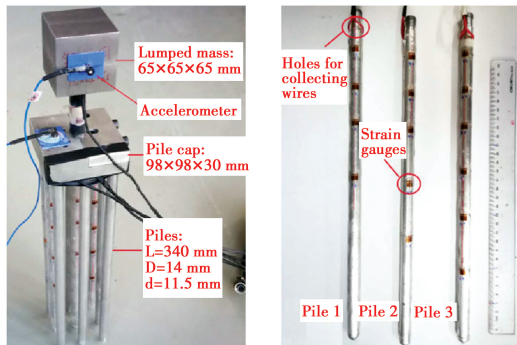 Lumped mass:
65×65×65 mm
Accelerometer
Pile cap:
98×98×30 mm
Piles:
L=340 mm
D=14 mm
d=11.5 mm
Holes for
collecting
wires
Strain
gauges
Pile 1
Pile 2
Pile 3